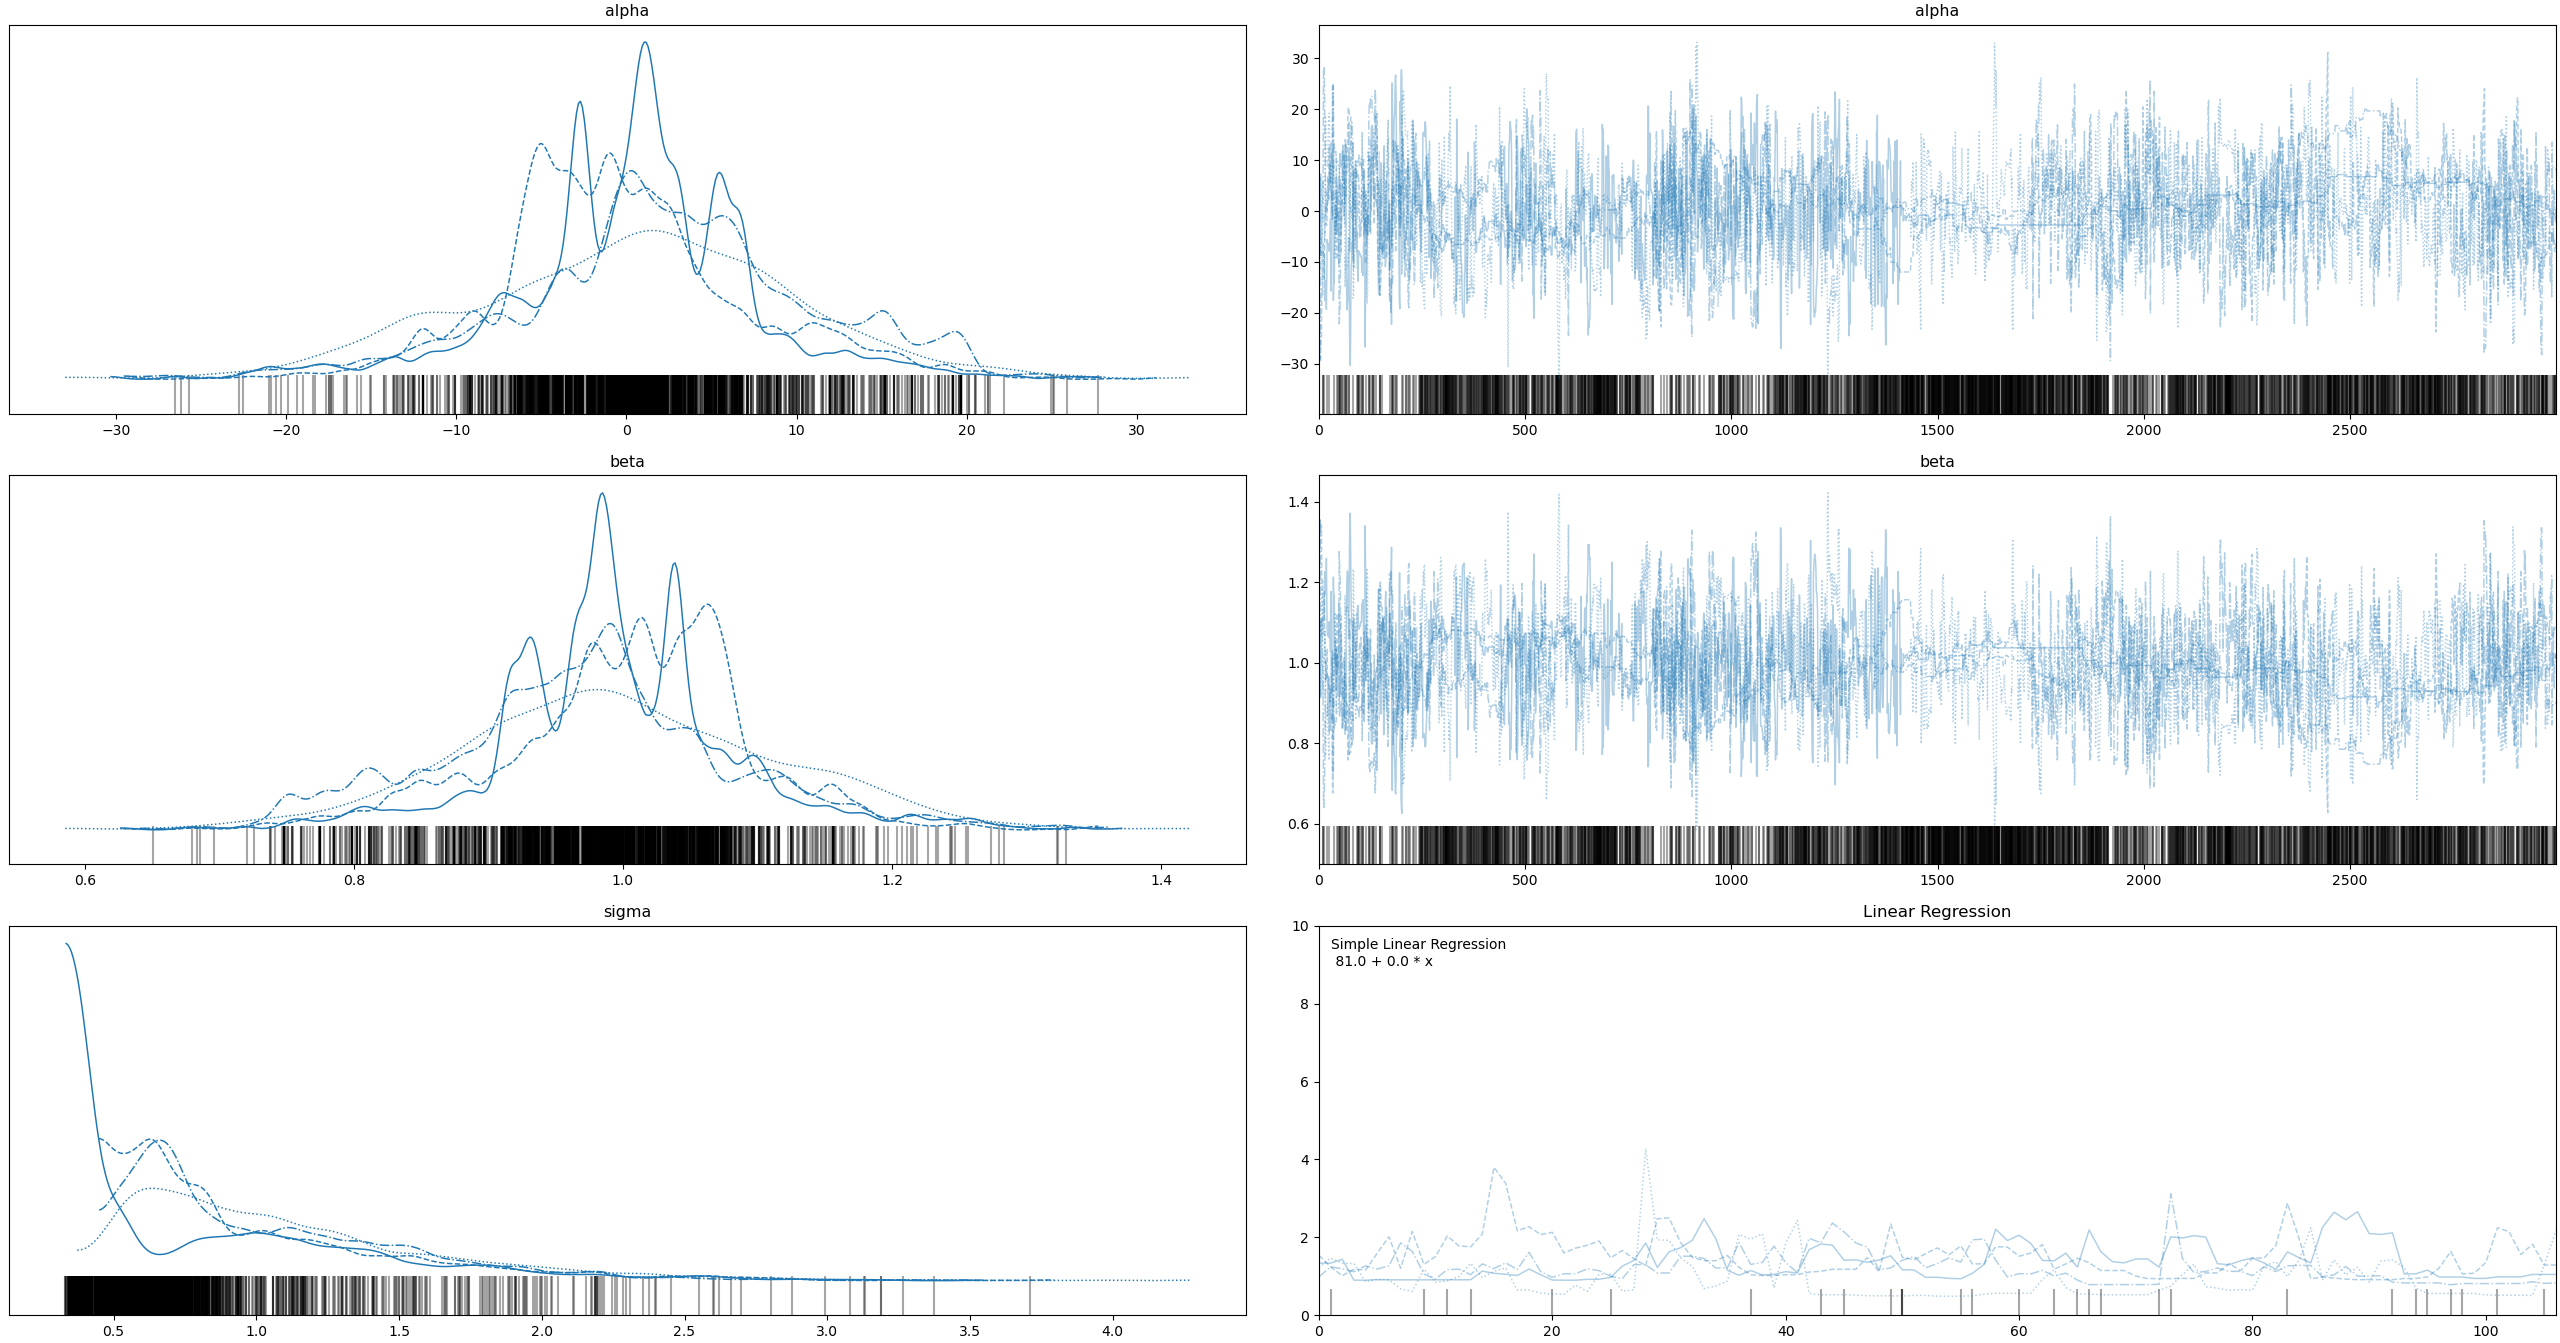 alpha
−30 −20 −10 0 10 20 30
alpha
30
20
10
0
−10
−20
−30
0 500 1000 1500 2000 2500
beta
0.6 0.8 1.0 1.2 1.4
beta
1.4
1.2
1.0
0.8
0.6
0 500 1000 1500 2000 2500
sigma
0.5 1.0 1.5 2.0 2.5 3.0 3.5 4.0
Linear Regression
Simple Linear Regression
81.0 + 0.0 * x
10
8
6
4
2
0
0 20 40 60 80 100